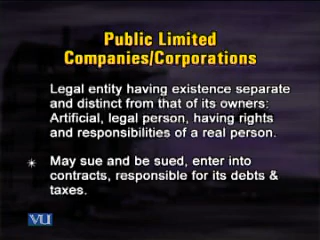 Public Limited
Companies/Corporations
Legal entity having existence separate
and distinct from that of its owners:
Artificial, legal person, having rights
and responsibilities of a real person.
May sue and be sued, enter into
contracts, responsible for its debts &
taxes.
VU